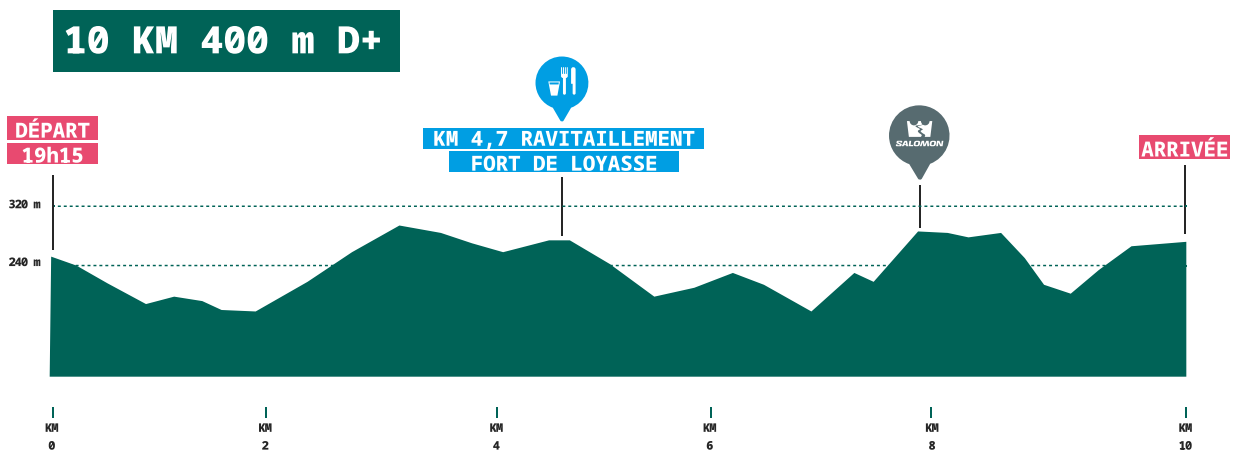 10 KM 400 m D+
DÉPART
19h15
KM 4,7 RAVITAILLEMENT
FORT DE LOYASSE
SALOMON
ARRIVÉE
320 m
240 m
KM
0
KM
2
KM
4
KM
6
KM
8
KM
10